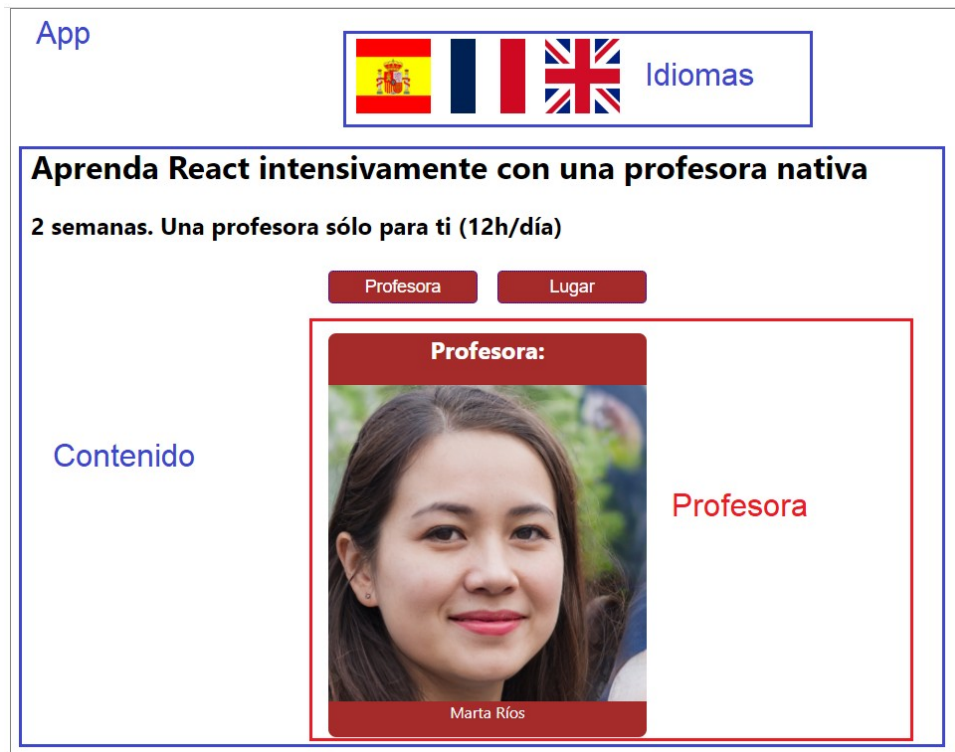 App
Idiomas
Aprenda React intensivamente con una profesora nativa
2 semanas. Una profesora sólo para ti (12h/día)
Profesora
Lugar
Profesora:
Contenido
Profesora
Marta Ríos